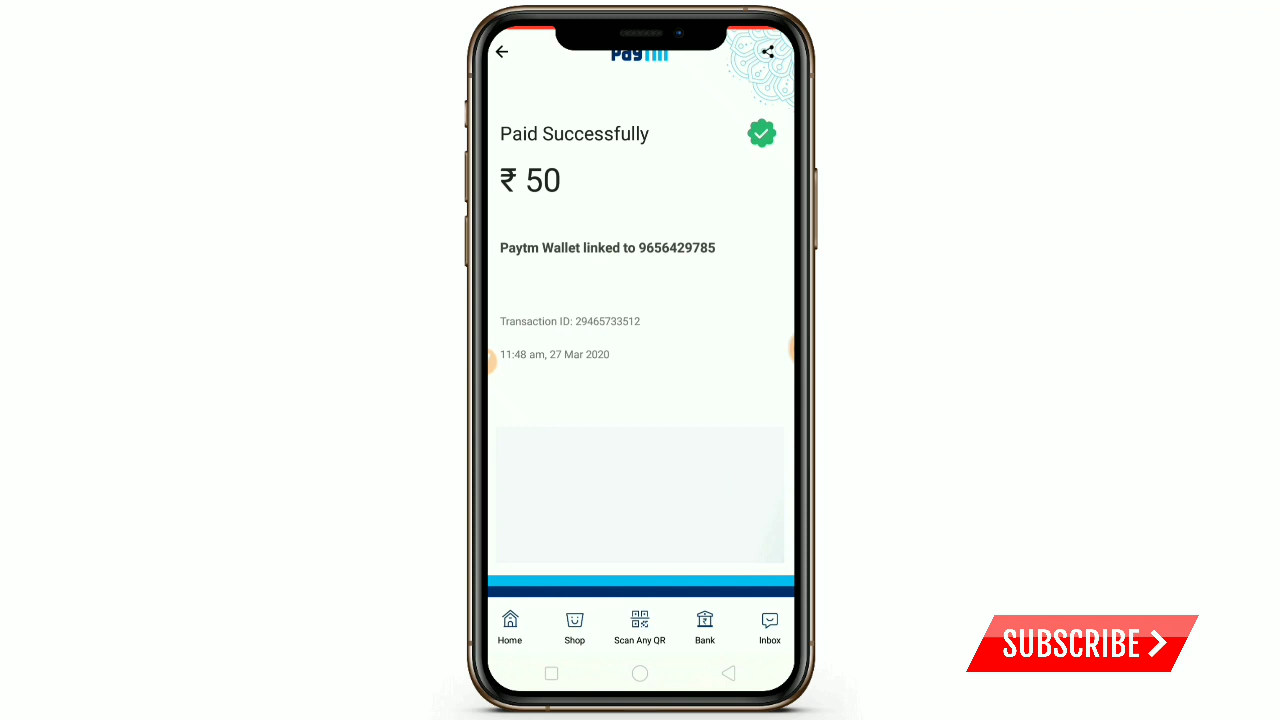 Paytm
Paid Successfully
₹ 50
Paytm Wallet linked to 9656429785
Transaction ID: 29465733512
11:48 am, 27 Mar 2020
Home
Shop
Scan Any QR
Bank
Inbox
SUBSCRIBE